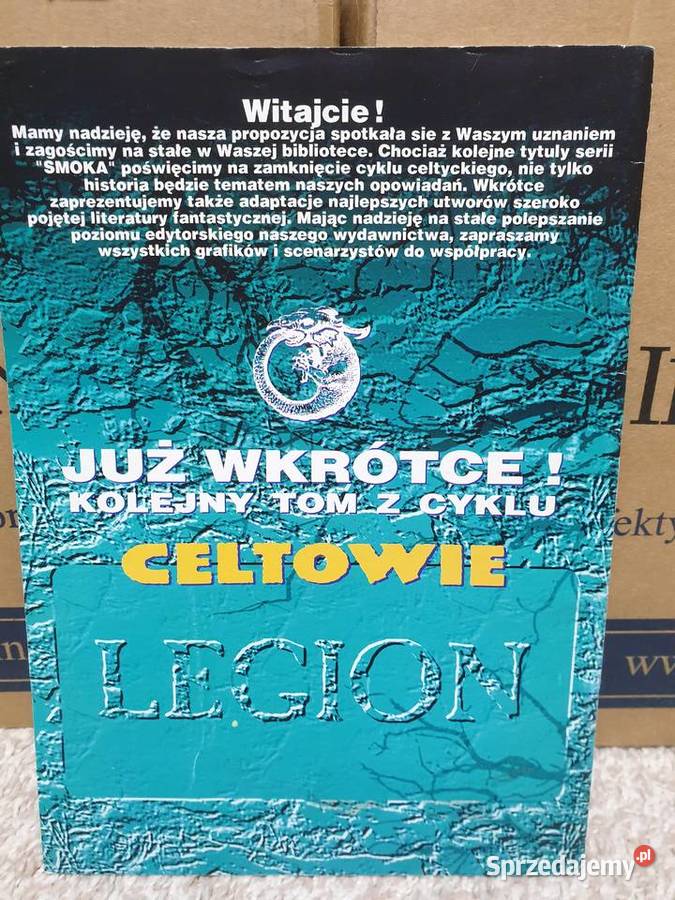 Witajcie!
Mamy nadzieję, że nasza propozycja spotkała sie z Waszym uznaniem
i zagościmy na stałe w Waszej bibliotece. Chociaż kolejne tytuly serii
"SMOKA" poświęcimy na zamknięcie cyklu celtyckiego, nie tylko
historia będzie tematem naszych opowiadań. Wkrótce
zaprezentujemy także adaptacje najlepszych utworów szeroko
pojętej literatury fantastycznej. Mając nadzieję na stałe polepszanie
poziomu edytorskiego naszego wydawnictwa, zapraszamy
wszystkich grafików i scenarzystów do współpracy.
JUŻ WKRÓTCE !
KOLEJNY TOM Z CYKLU
CELTOWIE
LEGION
ekty
ww
Sprzedajemy.pl